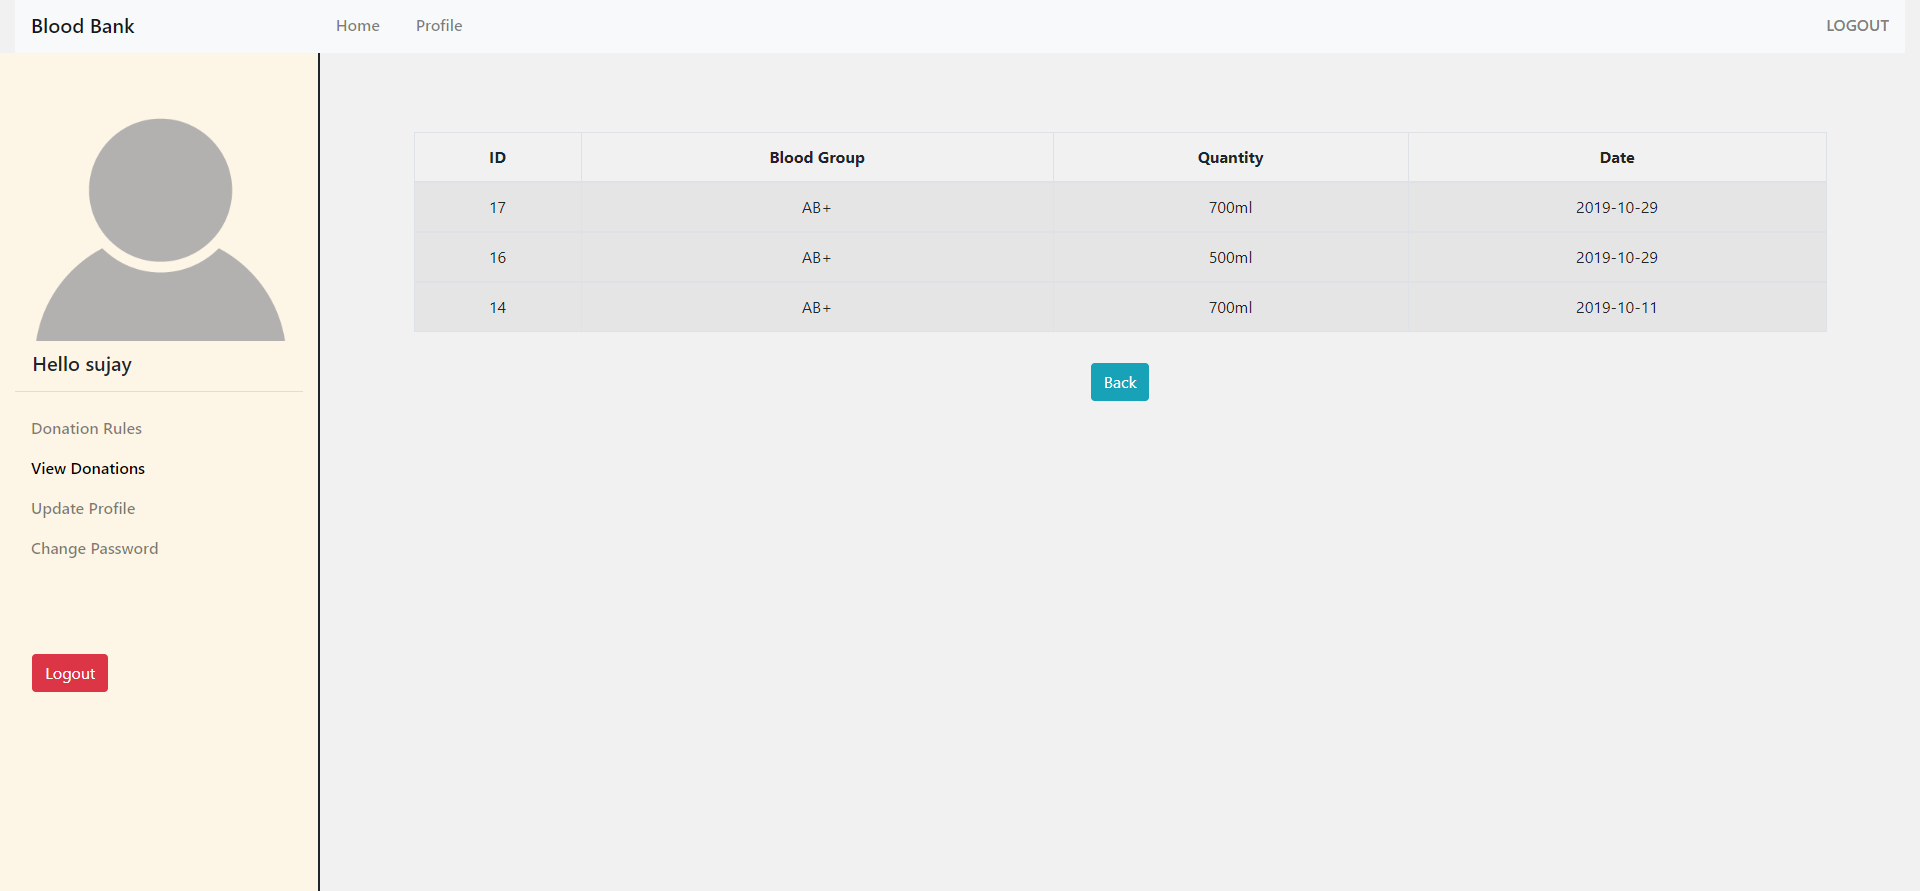 Blood Bank Home Profile LOGOUT
Hello sujay
Donation Rules
View Donations
Update Profile
Change Password
Logout
ID Blood Group Quantity Date
17 AB+ 700ml 2019-10-29
16 AB+ 500ml 2019-10-29
14 AB+ 700ml 2019-10-11
Back